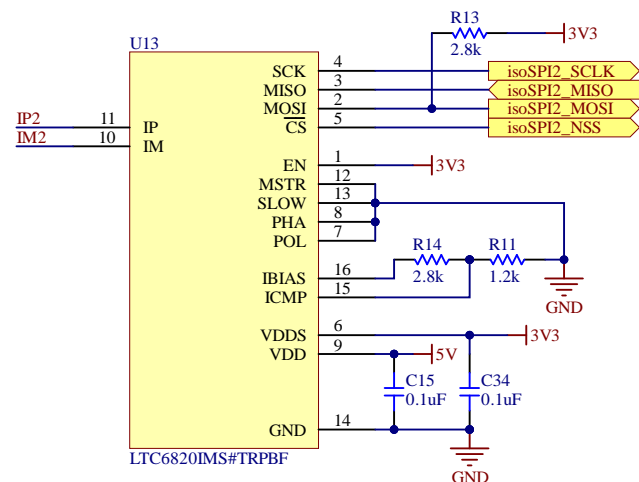 R13
2.8k
3V3
U13
SCK 4 isoSPI2_SCLK
MISO 3 isoSPI2_MISO
MOSI 2 isoSPI2_MOSI
CS 5 isoSPI2_NSS
IP2 11 IP
IM2 10 IM
EN 1 3V3
MSTR 12
SLOW 13
PHA 8
POL 7
R14 R11
IBIAS 16
2.8k 1.2k
ICMP 15
GND
VDDS 6 3V3
VDD 9 5V
C15 C34
0.1uF 0.1uF
GND 14
LTC6820IMS#TRPBF
GND